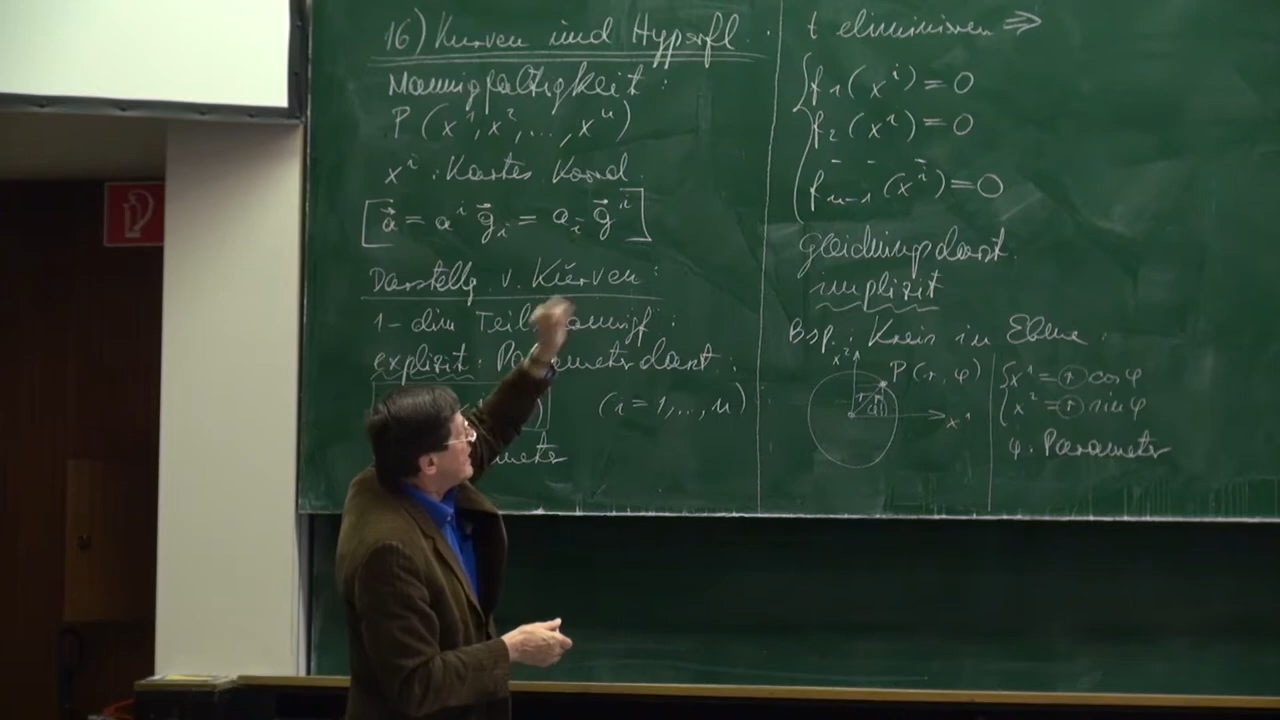 16) Kurven und Hyperfl.
Mannigfaltigkeit:
P(x¹, x², ..., xⁿ)
xⁱ: Kartes Koord.
[a⃗ = aⁱ g⃗ᵢ = aᵢ g⃗ⁱ]
Darstellg v. Kurven:
1-dim Teilmannigf:
explizit: Parameterdarst:
) (i=1,..,n)
meter
t eliminieren ⇒
f₁(xⁱ) = 0
f₂(xⁱ) = 0
fₙ₋₁(xⁱ) = 0
Gleichungsdarst.
implizit
Bsp.: Kreis in Ebene:
x² P(r, φ)
r φ
x¹
x¹ = r cos φ
x² = r sin φ
φ: Parameter